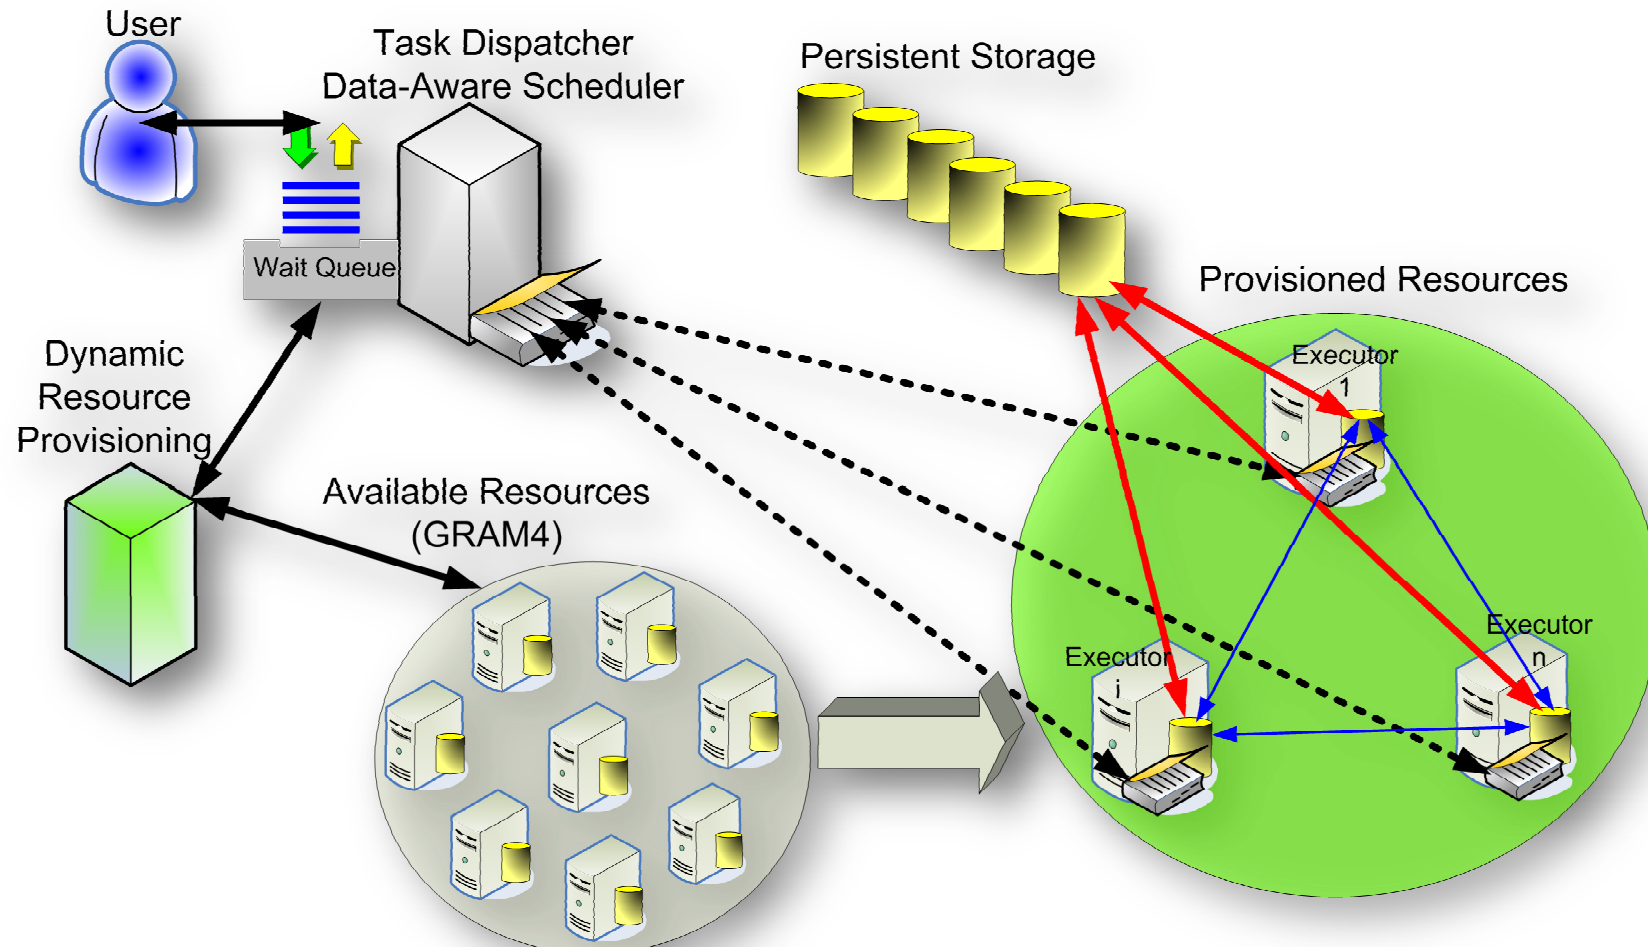 User
Task Dispatcher
Data-Aware Scheduler
Persistent Storage
Wait Queue
Provisioned Resources
Dynamic
Resource
Provisioning
Executor
1
Available Resources
(GRAM4)
Executor
i
Executor
n